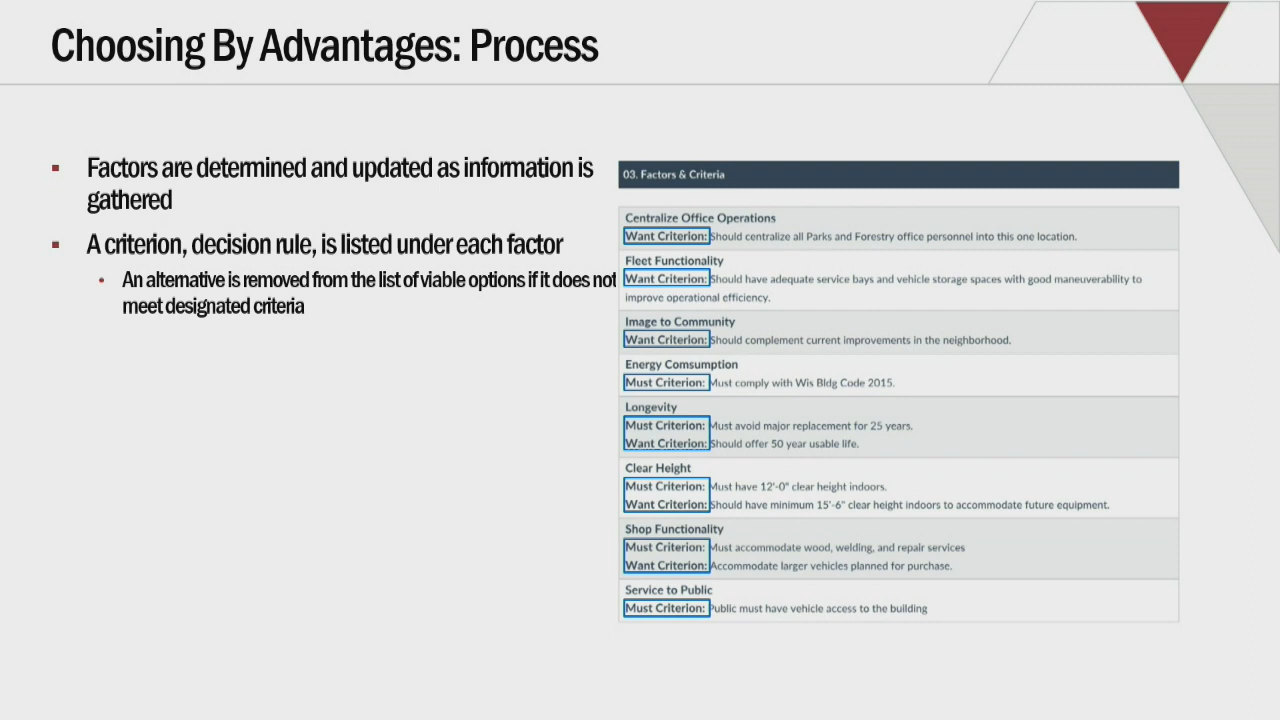 Choosing By Advantages: Process
Factors are determined and updated as information is
gathered
A criterion, decision rule, is listed under each factor
An alternative is removed from the list of viable options if it does not
meet designated criteria
03. Factors & Criteria
Centralize Office Operations
Want Criterion: Should centralize all Parks and Forestry office personnel into this one location.
Fleet Functionality
Want Criterion: Should have adequate service bays and vehicle storage spaces with good maneuverability to
improve operational efficiency.
Image to Community
Want Criterion: Should complement current improvements in the neighborhood.
Energy Comsumption
Must Criterion: Must comply with Wis Bldg Code 2015.
Longevity
Must Criterion: Must avoid major replacement for 25 years.
Want Criterion: Should offer 50 year usable life.
Clear Height
Must Criterion: Must have 12'-0" clear height indoors.
Want Criterion: Should have minimum 15'-6" clear height indoors to accommodate future equipment.
Shop Functionality
Must Criterion: Must accommodate wood, welding, and repair services
Want Criterion: Accommodate larger vehicles planned for purchase.
Service to Public
Must Criterion: Public must have vehicle access to the building